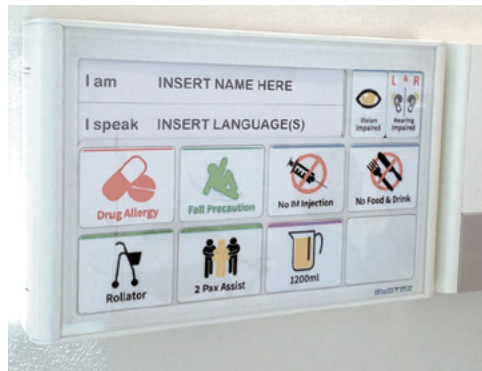 I am INSERT NAME HERE
I speak INSERT LANGUAGE(S)
Vision
Impaired
L & R
Hearing
Impaired
Drug Allergy
Fall Precaution
No IM Injection
No Food & Drink
Rollator
2 Pax Assist
1200ml